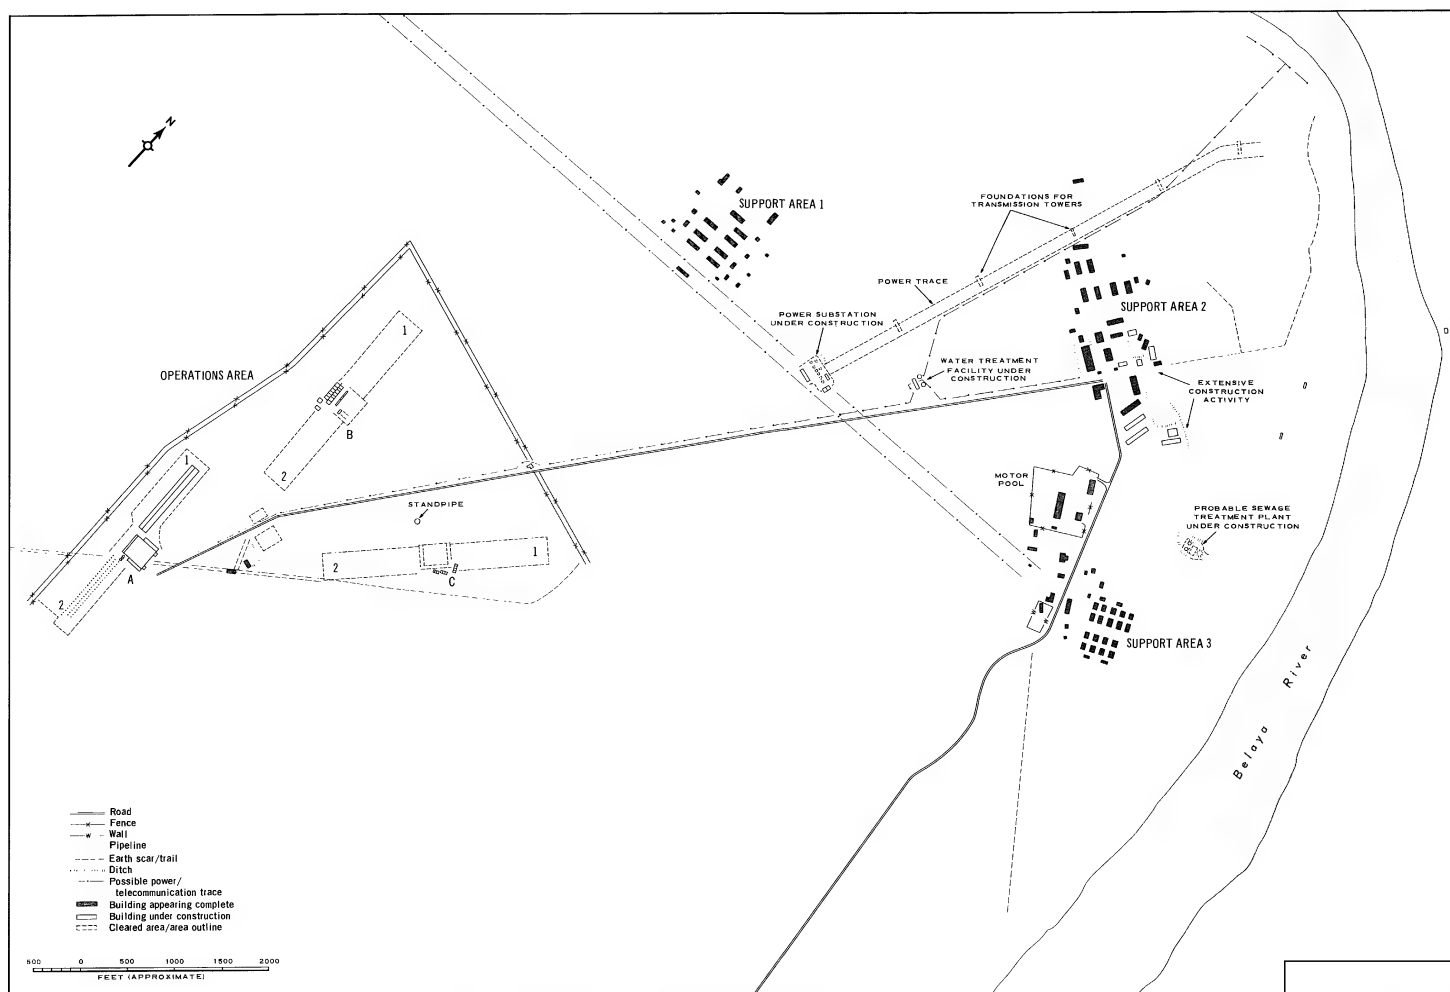 N
SUPPORT AREA 1
FOUNDATIONS FOR
TRANSMISSION TOWERS
POWER TRACE
SUPPORT AREA 2
POWER SUBSTATION
UNDER CONSTRUCTION
1
OPERATIONS AREA
WATER TREATMENT
FACILITY UNDER
CONSTRUCTION
EXTENSIVE
CONSTRUCTION
ACTIVITY
B
1
2
MOTOR
POOL
STANDPIPE
PROBABLE SEWAGE
TREATMENT PLANT
UNDER CONSTRUCTION
1
2
C
A
2
W
W
SUPPORT AREA 3
Belaya River
Road
Fence
W Wall
Pipeline
Earth scar/trail
Ditch
Possible power/
telecommunication trace
Building appearing complete
Building under construction
Cleared area/area outline
500 0 500 1000 1500 2000
FEET (APPROXIMATE)